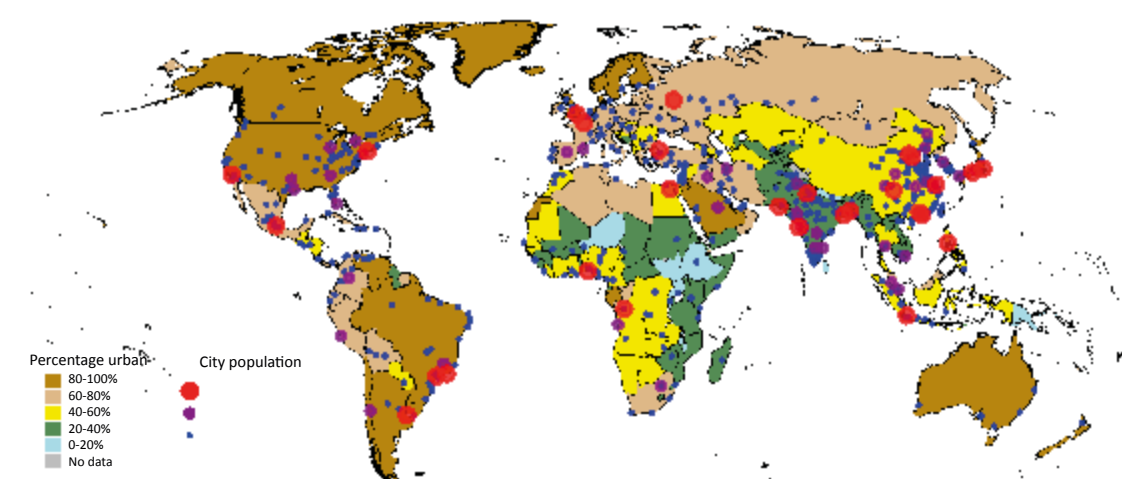 Percentage urban
City population
80-100%
60-80%
40-60%
20-40%
0-20%
No data